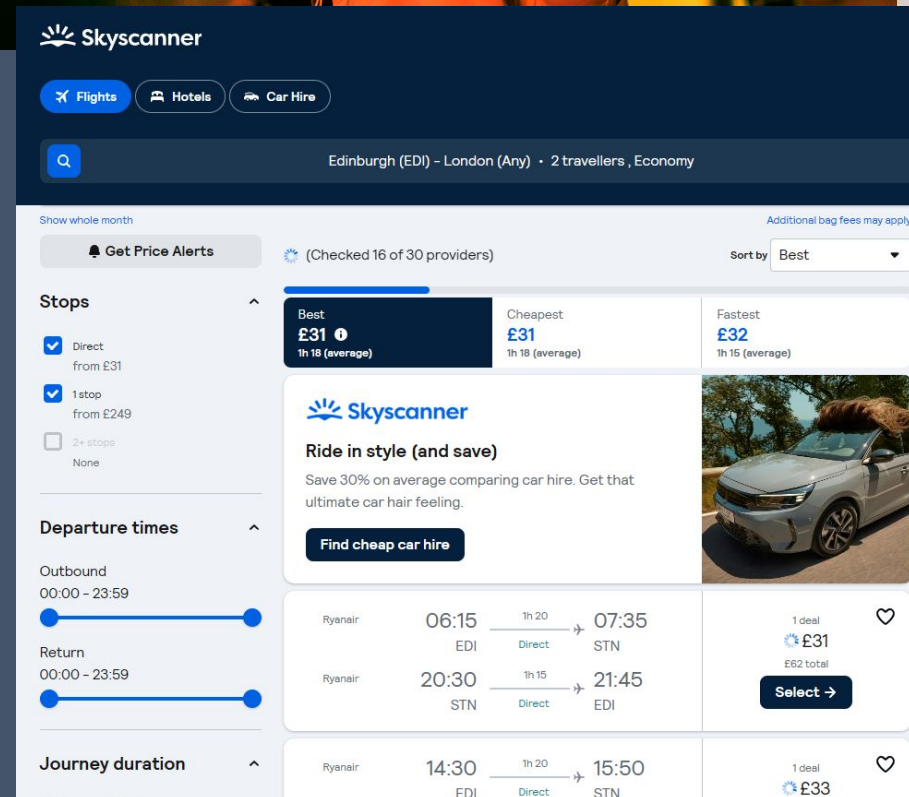 Skyscanner
Flights
Hotels
Car Hire
Edinburgh (EDI) - London (Any) • 2 travellers , Economy
Show whole month
Additional bag fees may apply
Get Price Alerts
(Checked 16 of 30 providers)
Sort by Best
Stops
Direct
from £31
1 stop
from £249
2+ stops
None
Departure times
Outbound
00:00 - 23:59
Return
00:00 - 23:59
Journey duration
Best
£31
1h 18 (average)
Cheapest
£31
1h 18 (average)
Fastest
£32
1h 15 (average)
Skyscanner
Ride in style (and save)
Save 30% on average comparing car hire. Get that
ultimate car hair feeling.
Find cheap car hire
Ryanair 06:15 1h 20 07:35
EDI Direct STN
Ryanair 20:30 1h 15 21:45
STN Direct EDI
1 deal
£31
£62 total
Select →
Ryanair 14:30 1h 20 15:50
EDI Direct STN
1 deal
£33